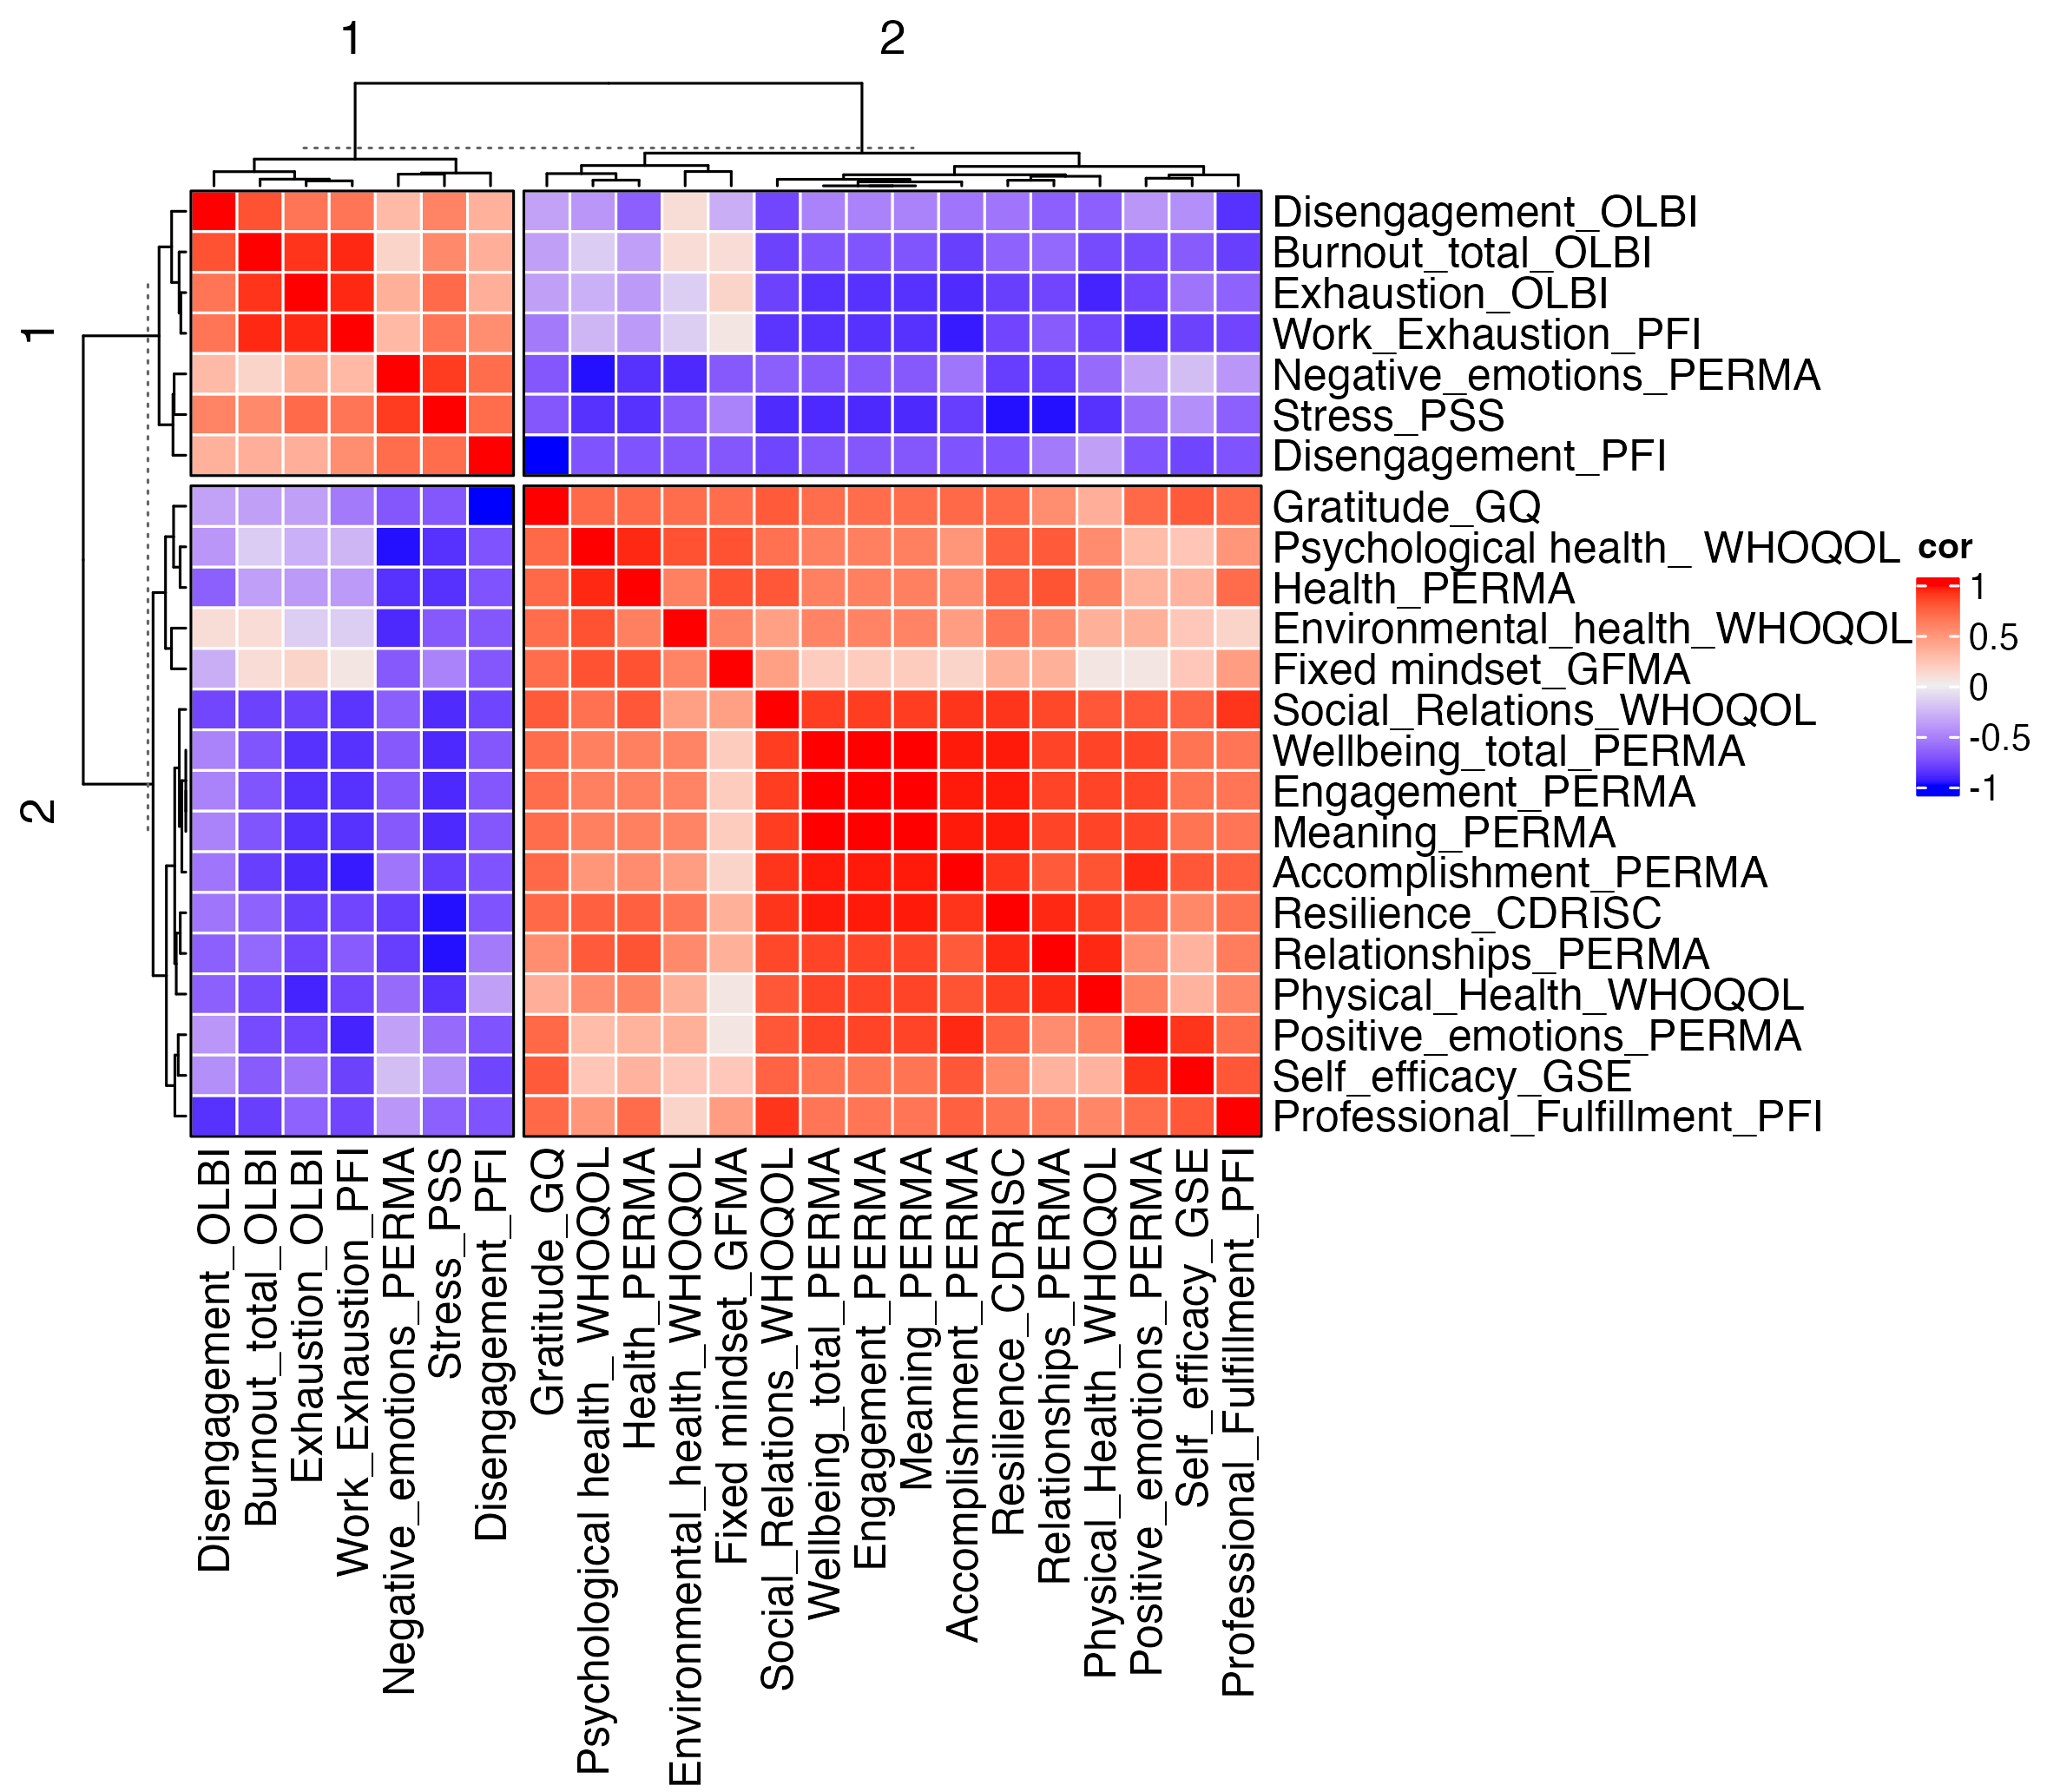 1
2
1
2
Disengagement_OLBI
Burnout_total_OLBI
Exhaustion_OLBI
Work_Exhaustion_PFI
Negative_emotions_PERMA
Stress_PSS
Disengagement_PFI
Gratitude_GQ
Psychological health_ WHOQOL
Health_PERMA
Environmental_health_WHOQOL
Fixed mindset_GFMA
Social_Relations_WHOQOL
Wellbeing_total_PERMA
Engagement_PERMA
Meaning_PERMA
Accomplishment_PERMA
Resilience_CDRISC
Relationships_PERMA
Physical_Health_WHOQOL
Positive_emotions_PERMA
Self_efficacy_GSE
Professional_Fulfillment_PFI
cor
1
0.5
0
-0.5
-1
Disengagement_OLBI
Burnout_total_OLBI
Exhaustion_OLBI
Work_Exhaustion_PFI
Negative_emotions_PERMA
Stress_PSS
Disengagement_PFI
Gratitude_GQ
Psychological health_ WHOQOL
Health_PERMA
Environmental_health_WHOQOL
Fixed mindset_GFMA
Social_Relations_WHOQOL
Wellbeing_total_PERMA
Engagement_PERMA
Meaning_PERMA
Accomplishment_PERMA
Resilience_CDRISC
Relationships_PERMA
Physical_Health_WHOQOL
Positive_emotions_PERMA
Self_efficacy_GSE
Professional_Fulfillment_PFI